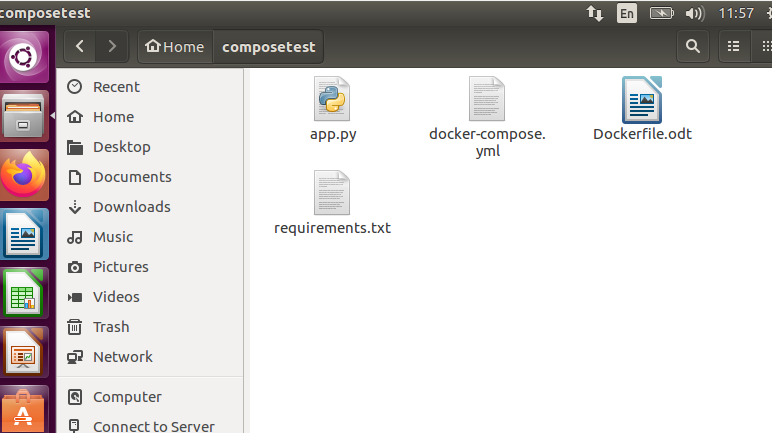 composetest
En
11:57
Home
composetest
Recent
Home
Desktop
Documents
Downloads
Music
Pictures
Videos
Trash
Network
Computer
Connect to Server
app.py
docker-compose.
yml
Dockerfile.odt
requirements.txt